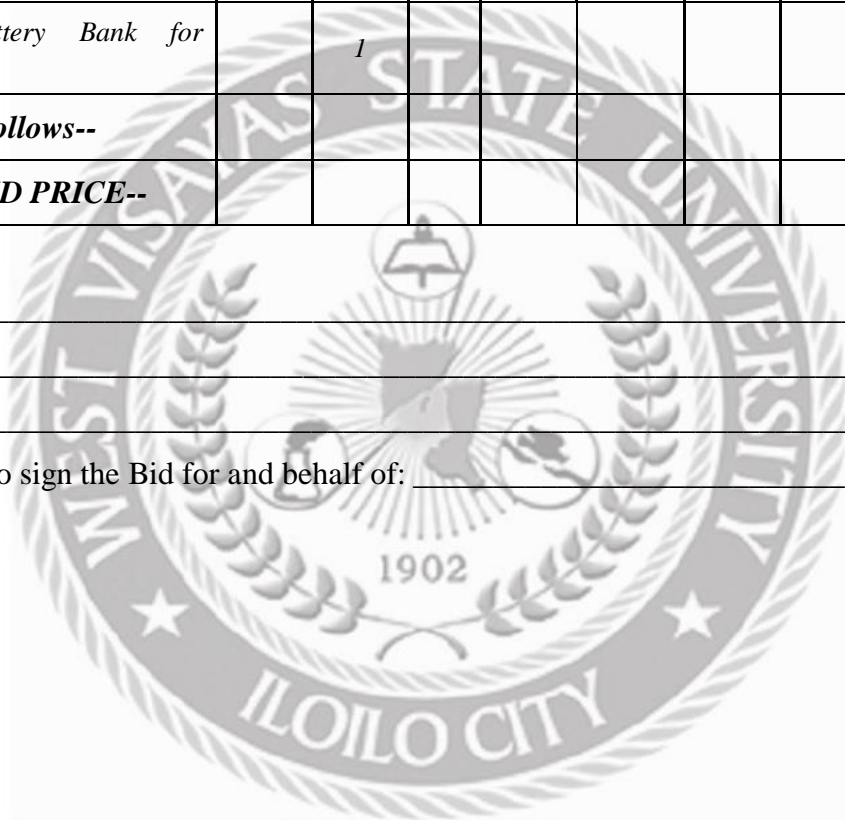 ttery Bank for
1
ollows--
D PRICE--
o sign the Bid for and behalf of: ____________________________
WEST VISAYAS STATE UNIVERSITY
1902
ILOILO CITY